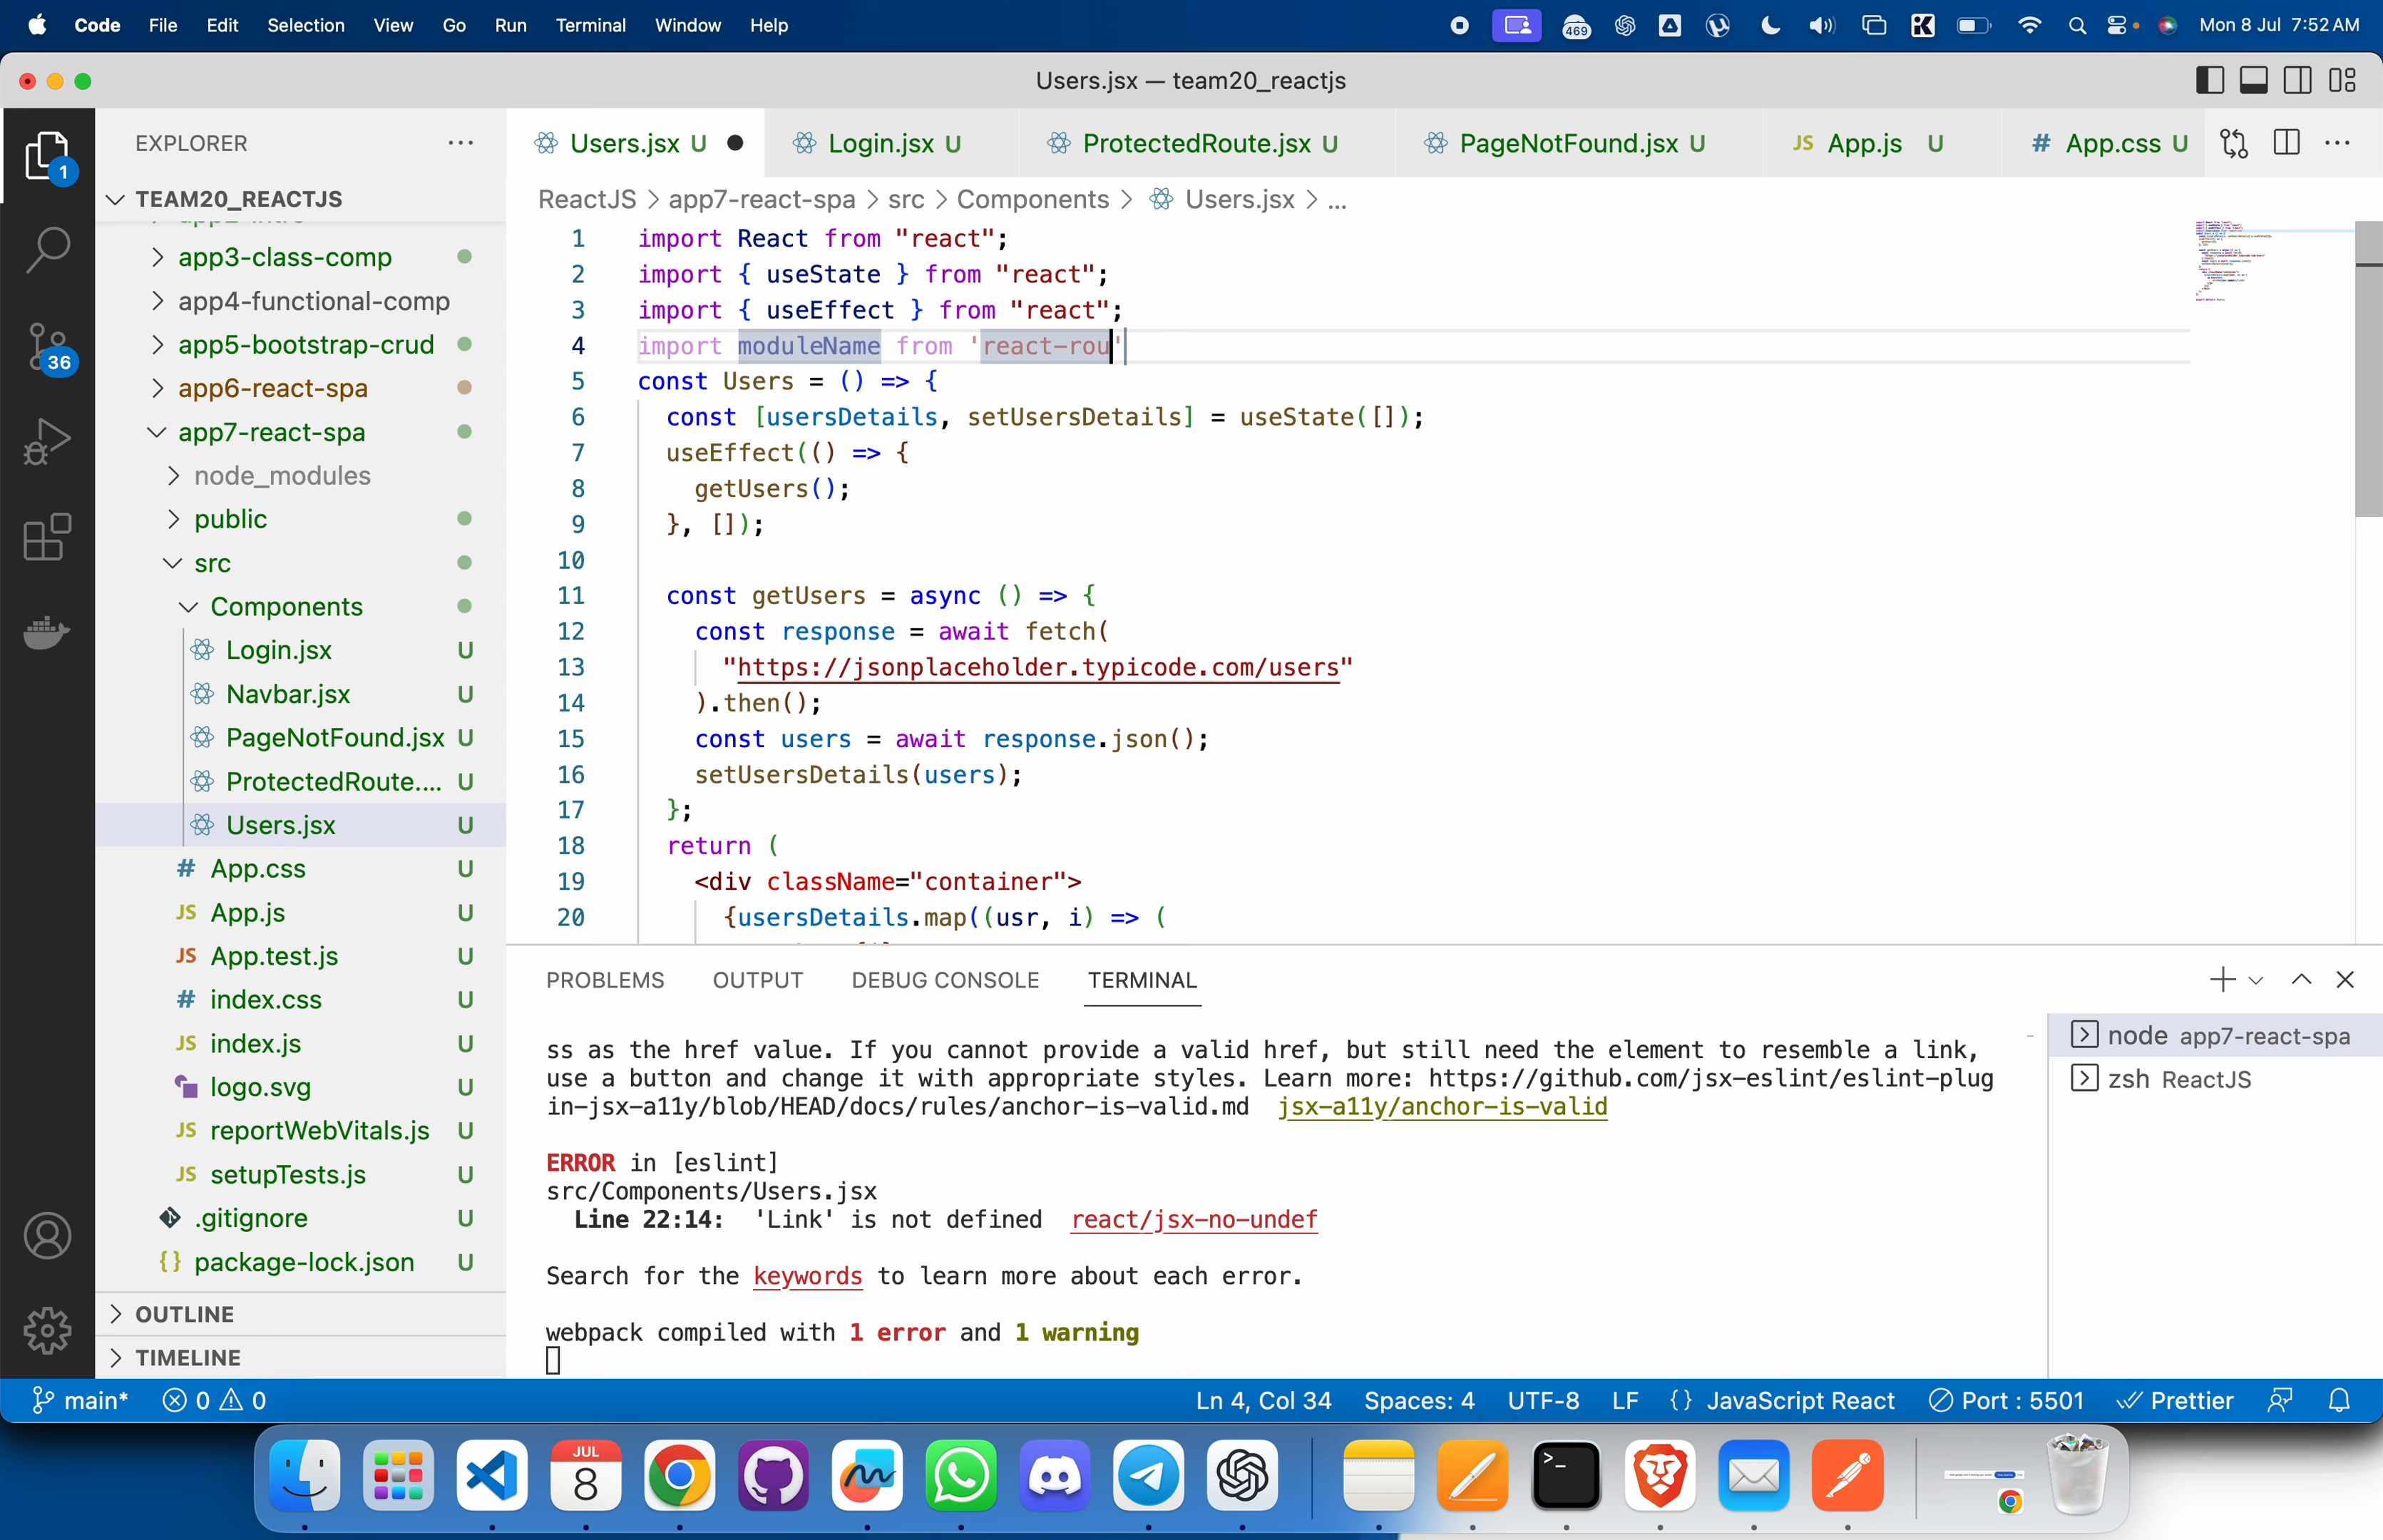 Code File Edit Selection View Go Run Terminal Window Help 469 Mon 8 Jul 7:52 AM
Users.jsx — team20_reactjs
EXPLORER
Users.jsx U Login.jsx U ProtectedRoute.jsx U PageNotFound.jsx U JS App.js U # App.css U
1
36
TEAM20_REACTJS
app3-class-comp
app4-functional-comp
app5-bootstrap-crud
app6-react-spa
app7-react-spa
node_modules
public
src
Components
Login.jsx U
Navbar.jsx U
PageNotFound.jsx U
ProtectedRoute.... U
Users.jsx U
# App.css U
JS App.js U
JS App.test.js U
# index.css U
JS index.js U
logo.svg U
JS reportWebVitals.js U
JS setupTests.js U
.gitignore U
{} package-lock.json U
OUTLINE
TIMELINE
ReactJS > app7-react-spa > src > Components > Users.jsx > ...
1 import React from "react";
2 import { useState } from "react";
3 import { useEffect } from "react";
4 import moduleName from 'react-rou'
5 const Users = () => {
6 const [usersDetails, setUsersDetails] = useState([]);
7 useEffect(() => {
8 getUsers();
9 }, []);
10
11 const getUsers = async () => {
12 const response = await fetch(
13 "https://jsonplaceholder.typicode.com/users"
14 ).then();
15 const users = await response.json();
16 setUsersDetails(users);
17 };
18 return (
19 <div className="container">
20 {usersDetails.map((usr, i) => (
PROBLEMS OUTPUT DEBUG CONSOLE TERMINAL
ss as the href value. If you cannot provide a valid href, but still need the element to resemble a link,
use a button and change it with appropriate styles. Learn more: https://github.com/jsx-eslint/eslint-plug
in-jsx-a11y/blob/HEAD/docs/rules/anchor-is-valid.md jsx-a11y/anchor-is-valid
ERROR in [eslint]
src/Components/Users.jsx
Line 22:14: 'Link' is not defined react/jsx-no-undef
Search for the keywords to learn more about each error.
webpack compiled with 1 error and 1 warning
node app7-react-spa
zsh ReactJS
main* 0 0 Ln 4, Col 34 Spaces: 4 UTF-8 LF {} JavaScript React Port : 5501 Prettier
JUL
8